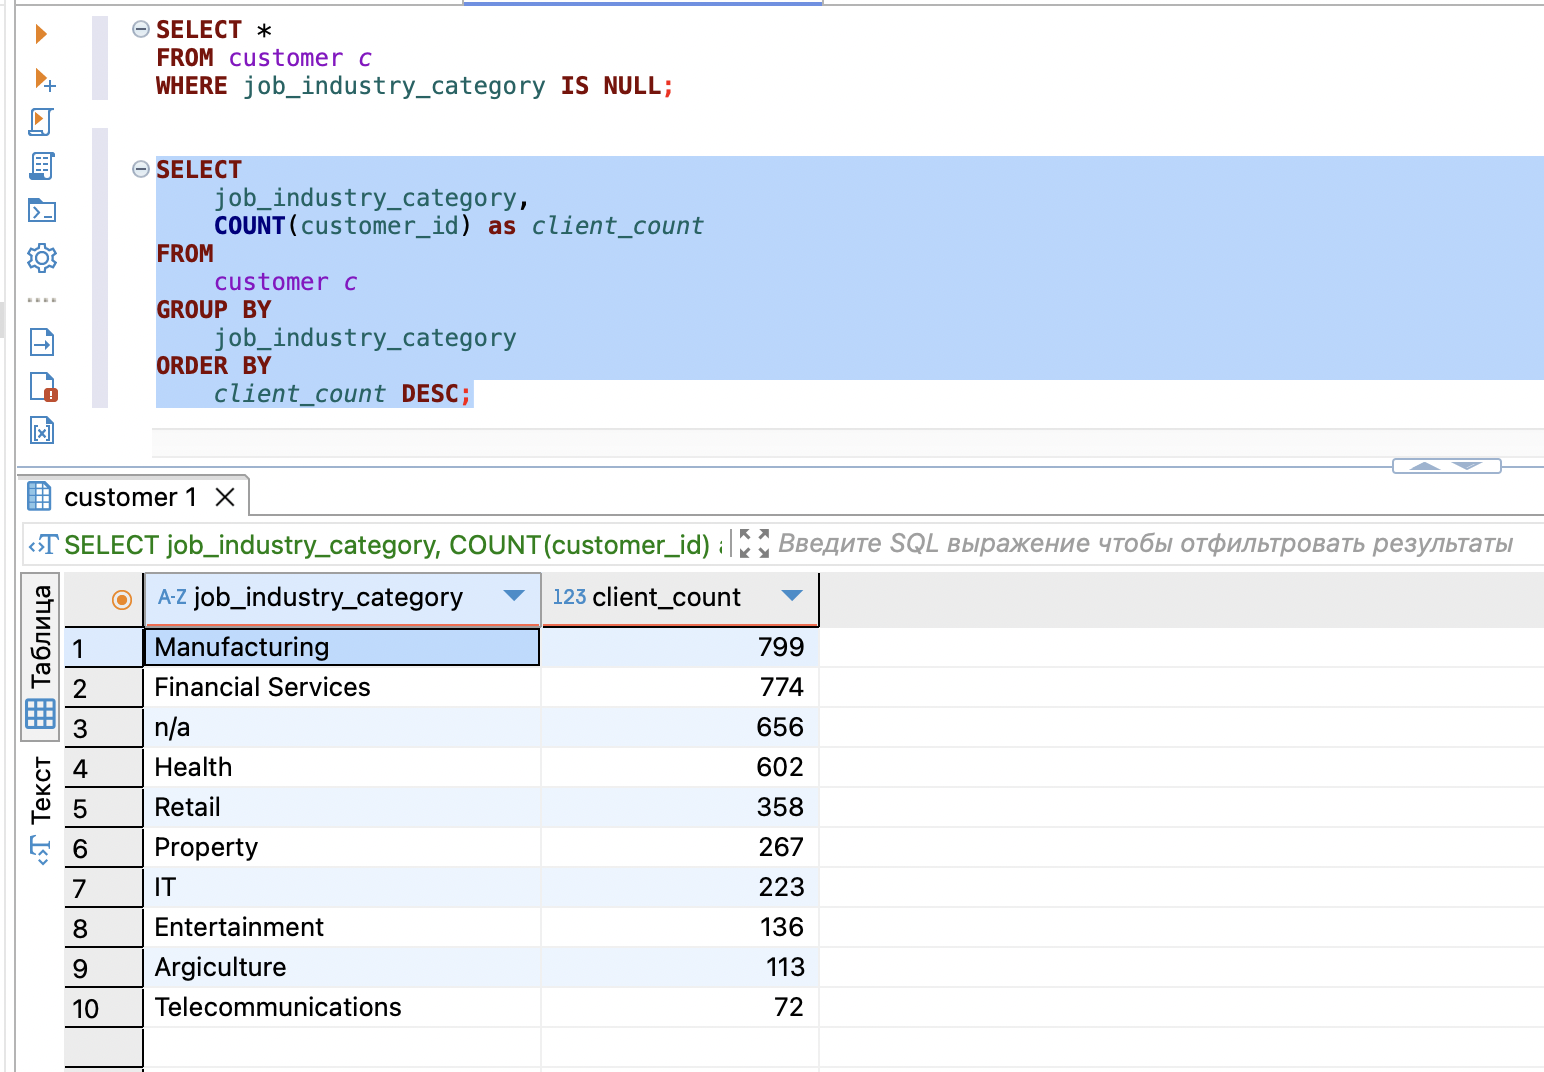 SELECT *
FROM customer c
WHERE job_industry_category IS NULL;
SELECT
job_industry_category,
COUNT(customer_id) as client_count
FROM
customer c
GROUP BY
job_industry_category
ORDER BY
client_count DESC;
customer 1
SELECT job_industry_category, COUNT(customer_id)
Введите SQL выражение чтобы отфильтровать результаты
Таблица
Текст
A-Z job_industry_category 123 client_count
1 Manufacturing 799
2 Financial Services 774
3 n/a 656
4 Health 602
5 Retail 358
6 Property 267
7 IT 223
8 Entertainment 136
9 Argiculture 113
10 Telecommunications 72